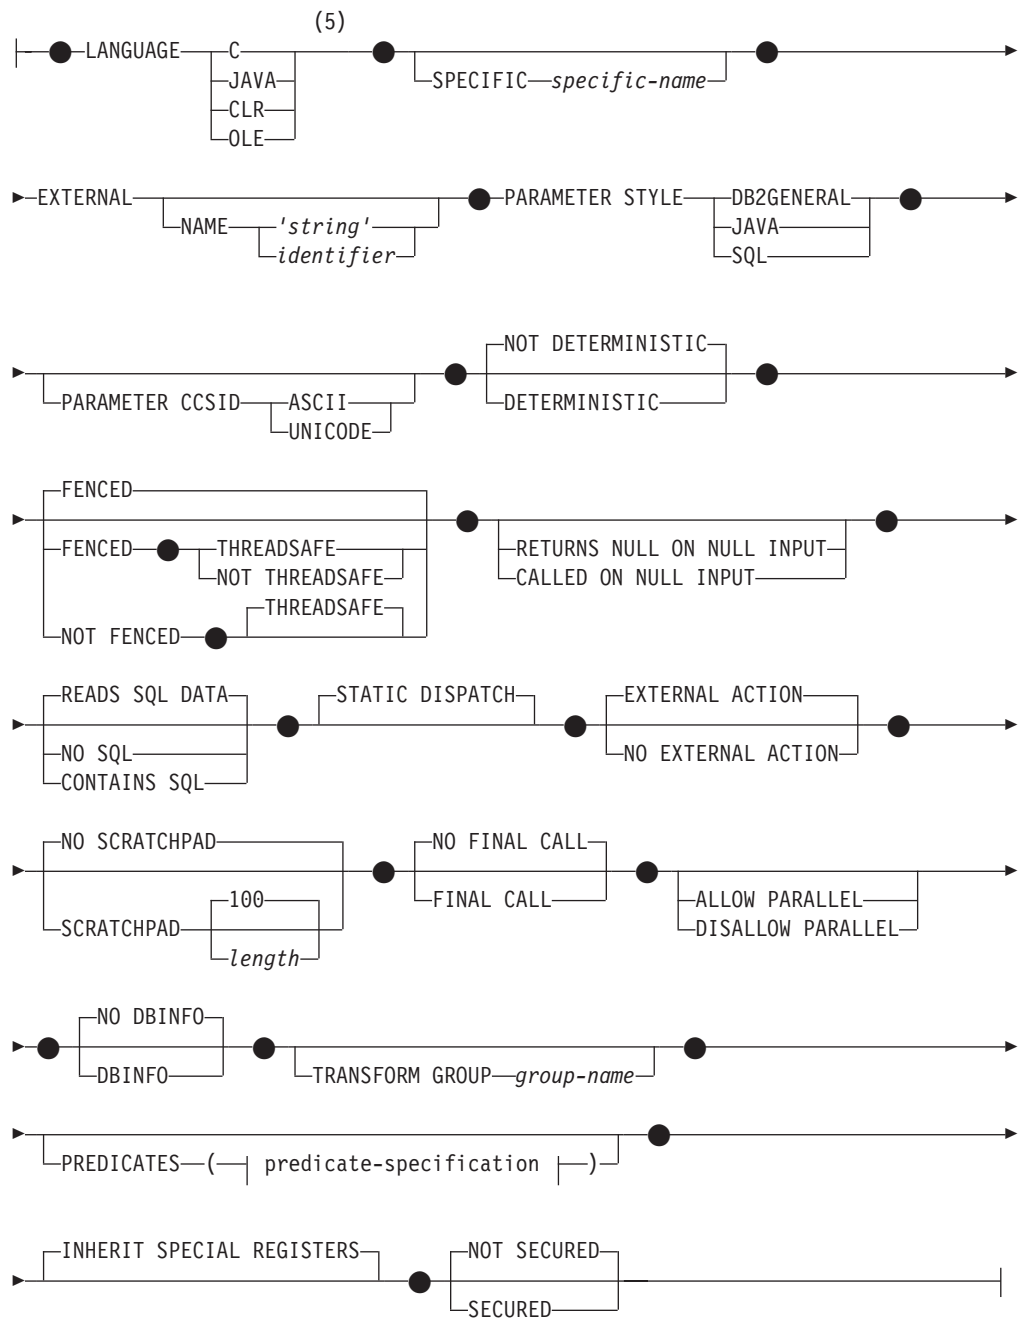 (5)
LANGUAGE C SPECIFIC specific-name
JAVA
CLR
OLE
EXTERNAL NAME 'string' PARAMETER STYLE DB2GENERAL
identifier JAVA
SQL
NOT DETERMINISTIC
PARAMETER CCSID ASCII DETERMINISTIC
UNICODE
FENCED
FENCED THREADSAFE RETURNS NULL ON NULL INPUT
NOT THREADSAFE CALLED ON NULL INPUT
THREADSAFE
NOT FENCED
READS SQL DATA STATIC DISPATCH EXTERNAL ACTION
NO SQL NO EXTERNAL ACTION
CONTAINS SQL
NO SCRATCHPAD NO FINAL CALL
100 FINAL CALL ALLOW PARALLEL
SCRATCHPAD DISALLOW PARALLEL
length
NO DBINFO
DBINFO TRANSFORM GROUP group-name
PREDICATES ( predicate-specification )
INHERIT SPECIAL REGISTERS NOT SECURED
SECURED